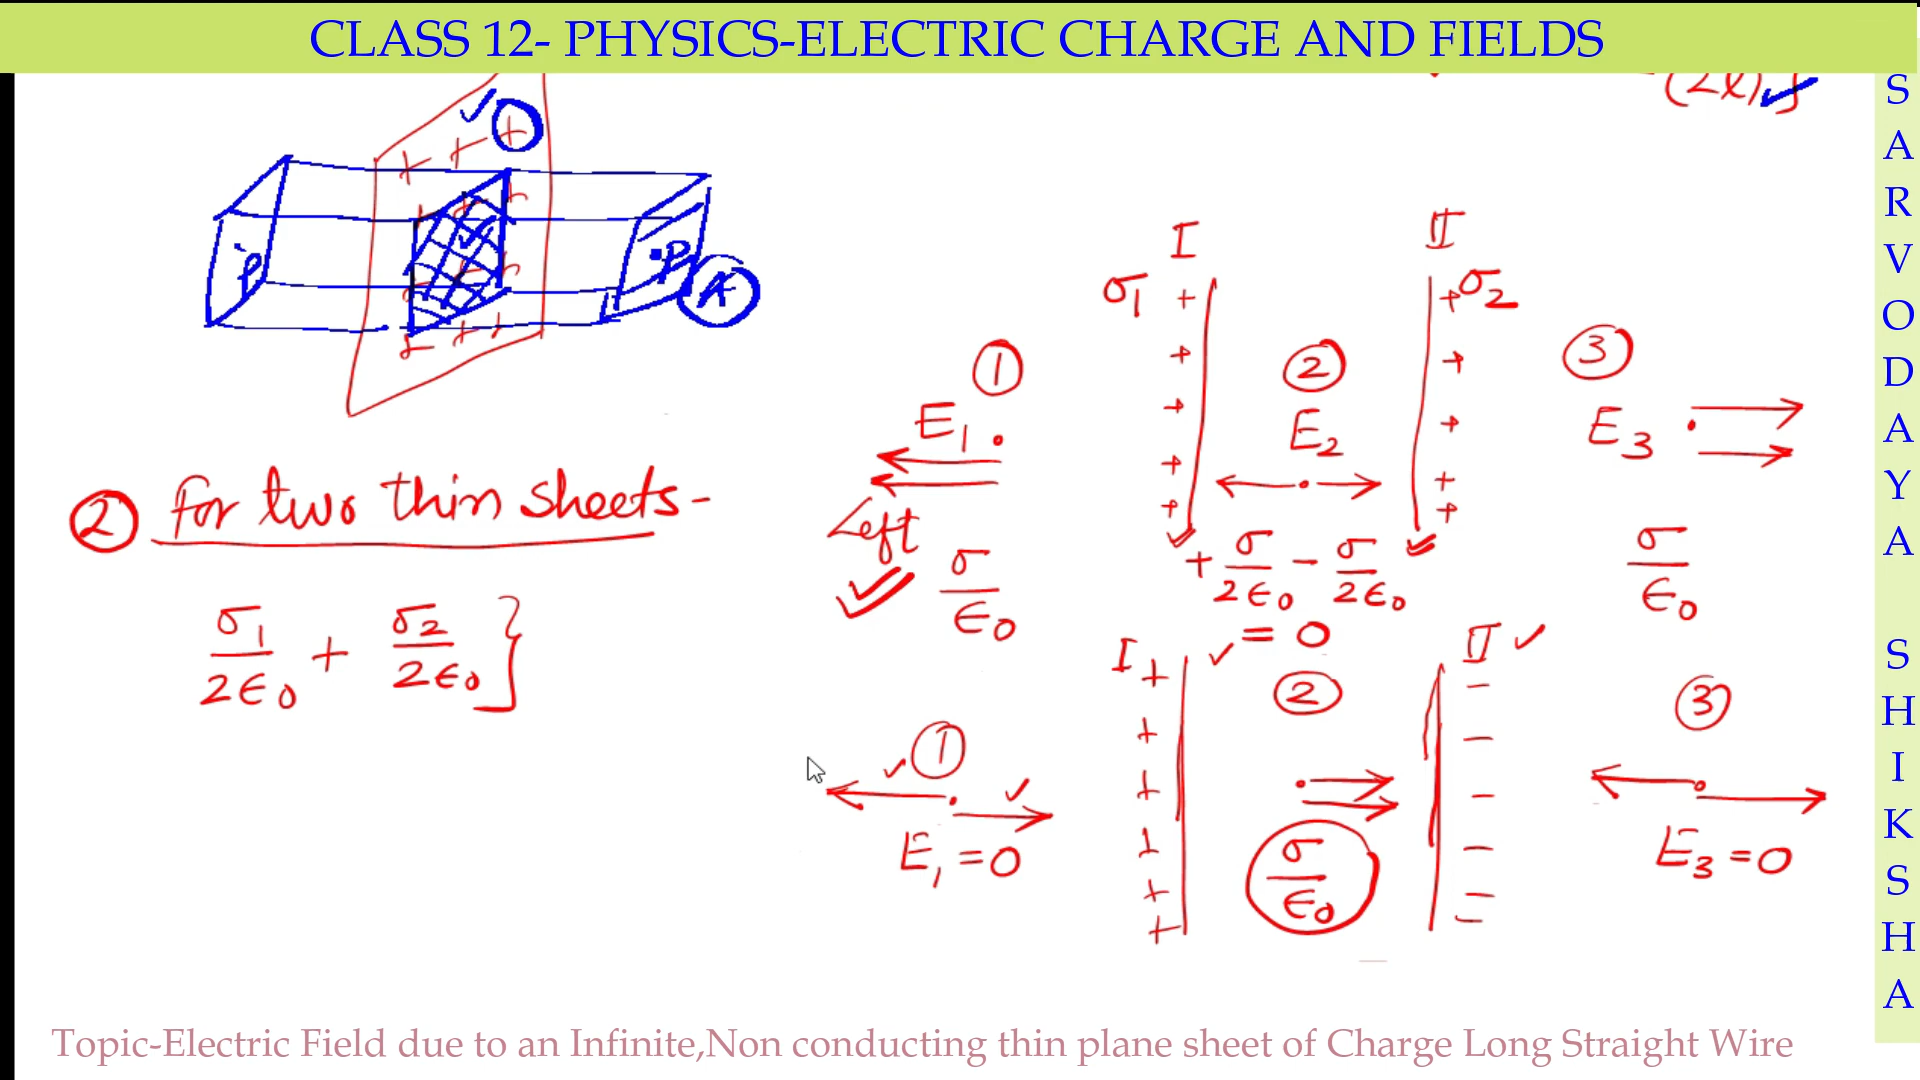 CLASS 12- PHYSICS-ELECTRIC CHARGE AND FIELDS
SARVODAYA SHIKSHA
(2l)
P
P
A
② for two thin sheets-
σ₁/2ϵ₀ + σ₂/2ϵ₀ }
I
II
σ₁
σ₂
①
②
③
E₁
E₂
E₃
Left
σ/ϵ₀
+ σ/2ϵ₀ - σ/2ϵ₀
= 0
σ/ϵ₀
I
II
①
②
③
E₁ = 0
σ/ϵ₀
E₃ = 0
Topic-Electric Field due to an Infinite,Non conducting thin plane sheet of Charge Long Straight Wire